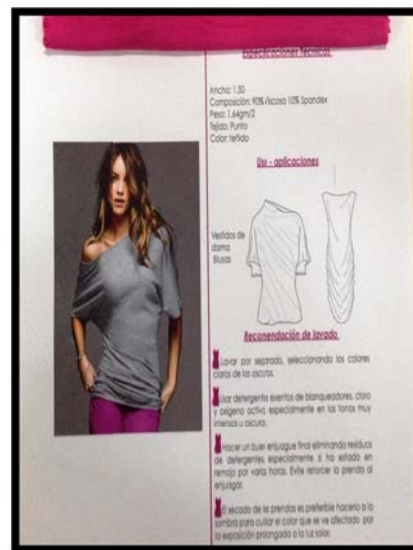 Especificaciones Tecnicas
Ancho: 1.50
Composición: 90% Viscosa 10% Spandex
Peso: 1.64gm/2
Tejido: Punto
Color: teñido
Uso - aplicaciones
Vestidos de
dama
Blusas
Reconendación de lavado
Lavar por separado, seleccionando los colores
claros de los oscuros.
Usar detergentes exentos de blanqueadores, cloro
y oxigeno activo, especialmente en los tonos muy
intensos u oscuros.
Hacer un buen enjuague final eliminando residuos
de detergentes, especialmente si ha estado en
remojo por varia horas. Evite retorcer la prenda al
enjuagar.
El secado de la prendas es preferible hacerlo a la
sombra para cuidar el color que se ve afectado por
la exposición prolongada a la luz solar.